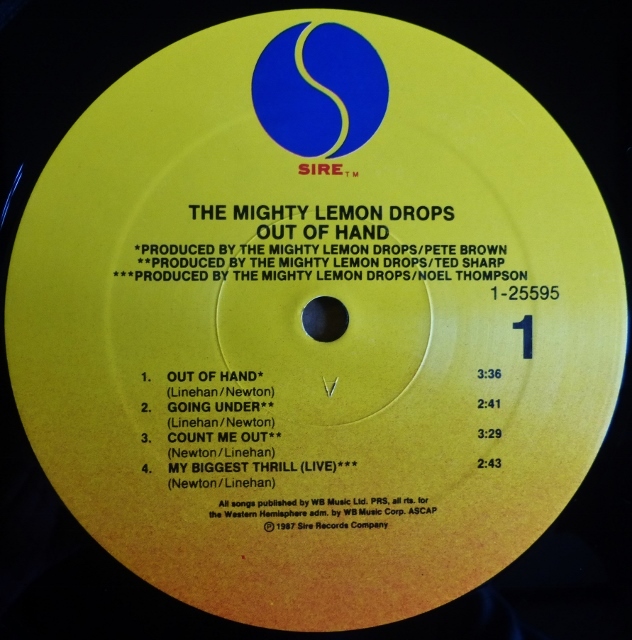 SIRE™
THE MIGHTY LEMON DROPS
OUT OF HAND
*PRODUCED BY THE MIGHTY LEMON DROPS/PETE BROWN
**PRODUCED BY THE MIGHTY LEMON DROPS/TED SHARP
***PRODUCED BY THE MIGHTY LEMON DROPS/NOEL THOMPSON
1-25595
1
1. OUT OF HAND* 3:36
(Linehan/Newton)
2. GOING UNDER** 2:41
(Linehan/Newton)
3. COUNT ME OUT** 3:29
(Newton/Linehan)
4. MY BIGGEST THRILL (LIVE)*** 2:43
(Newton/Linehan)
All songs published by WB Music Ltd. PRS, all rts. for
the Western Hemisphere adm. by WB Music Corp. ASCAP
℗ 1987 Sire Records Company